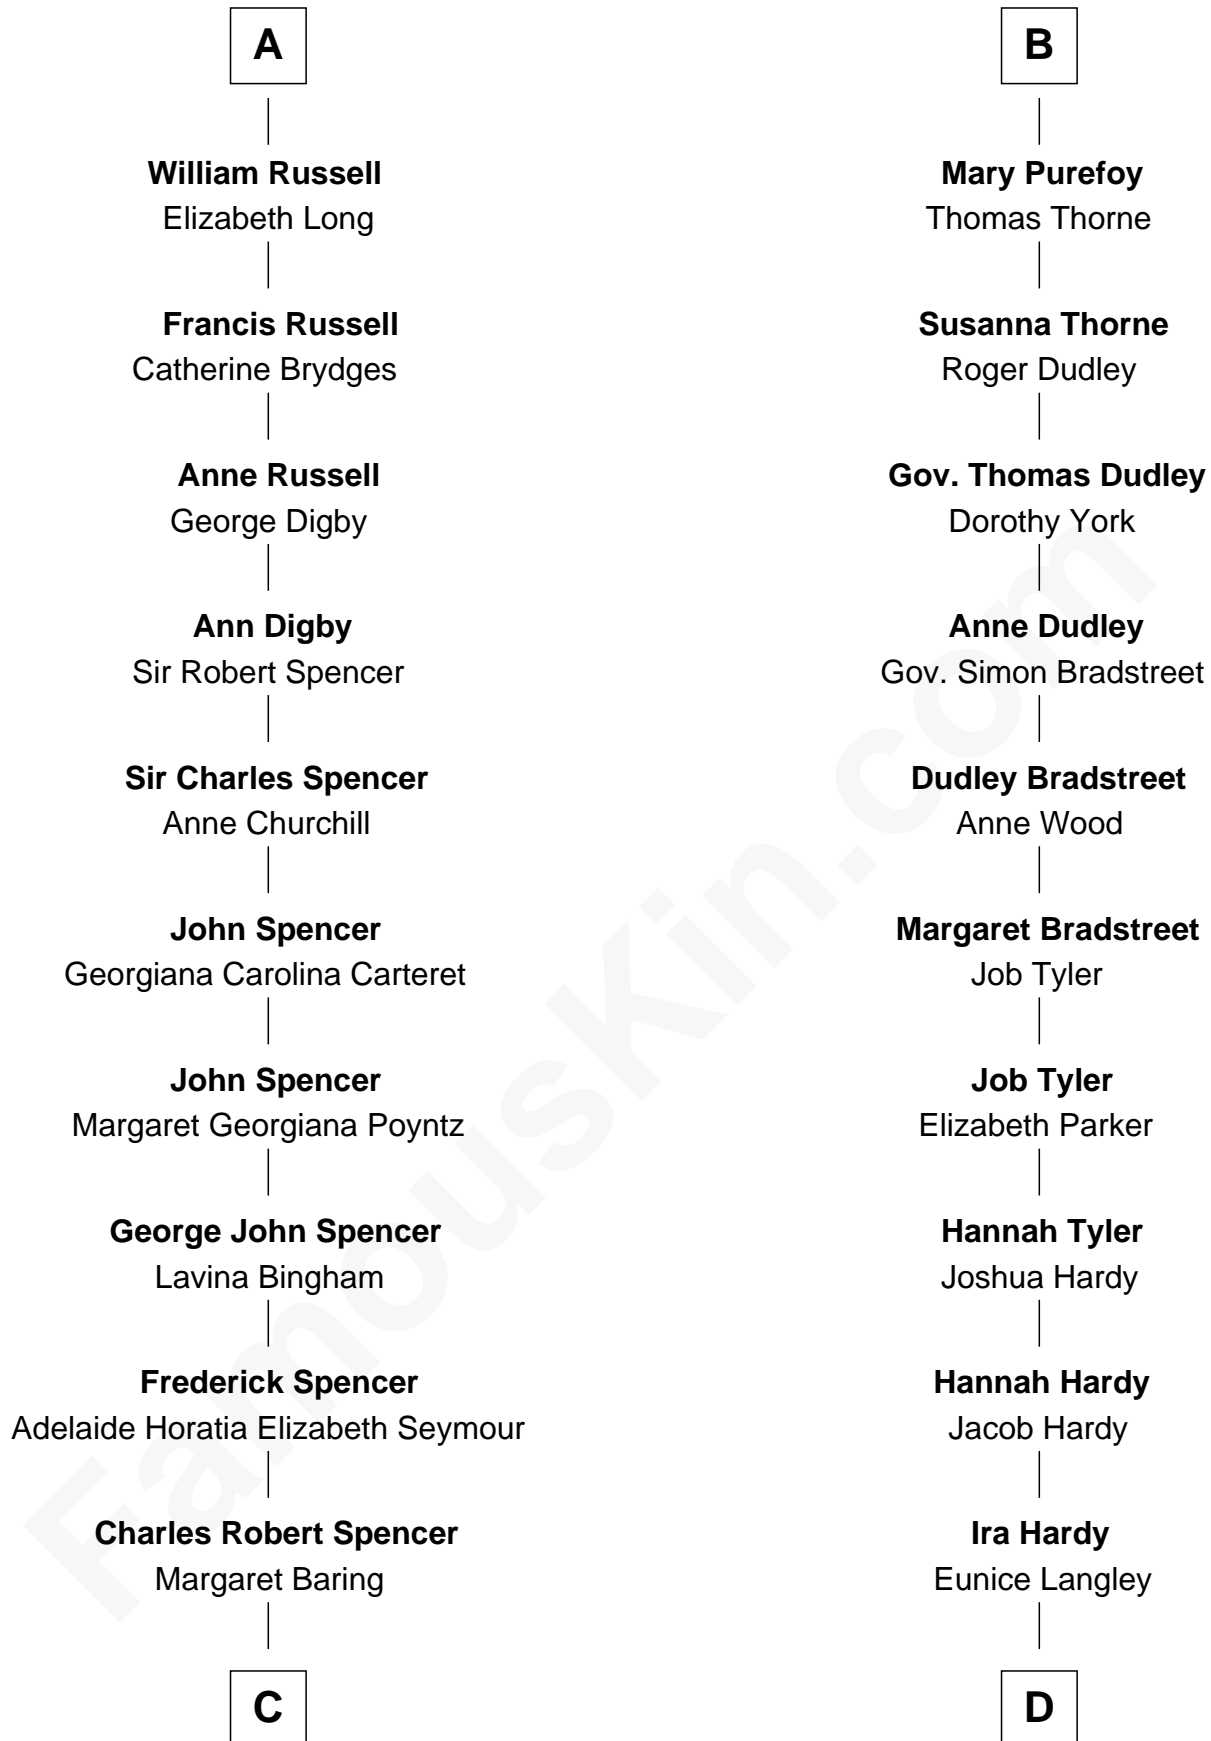 A
William Russell
Elizabeth Long
Francis Russell
Catherine Brydges
Anne Russell
George Digby
Ann Digby
Sir Robert Spencer
Sir Charles Spencer
Anne Churchill
John Spencer
Georgiana Carolina Carteret
John Spencer
Margaret Georgiana Poyntz
George John Spencer
Lavina Bingham
Frederick Spencer
Adelaide Horatia Elizabeth Seymour
Charles Robert Spencer
Margaret Baring
C
B
Mary Purefoy
Thomas Thorne
Susanna Thorne
Roger Dudley
Gov. Thomas Dudley
Dorothy York
Anne Dudley
Gov. Simon Bradstreet
Dudley Bradstreet
Anne Wood
Margaret Bradstreet
Job Tyler
Job Tyler
Elizabeth Parker
Hannah Tyler
Joshua Hardy
Hannah Hardy
Jacob Hardy
Ira Hardy
Eunice Langley
D
FamousKin.com